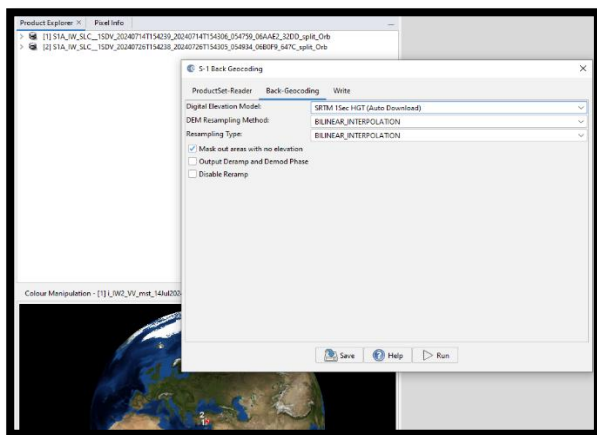 Product Explorer × Pixel Info
[1] S1A_IW_SLC__1SDV_20240714T154239_20240714T154306_054759_06AAE2_32DD_split_Orb
[2] S1A_IW_SLC__1SDV_20240726T154238_20240726T154305_054934_06B0F9_647C_split_Orb
S-1 Back Geocoding
ProductSet-Reader Back-Geocoding Write
Digital Elevation Model: SRTM 1Sec HGT (Auto Download)
DEM Resampling Method: BILINEAR_INTERPOLATION
Resampling Type: BILINEAR_INTERPOLATION
Mask out areas with no elevation
Output Deramp and Demod Phase
Disable Reramp
Colour Manipulation - [1] i_IW2_VV_mst_14Jul202
Save Help Run
2